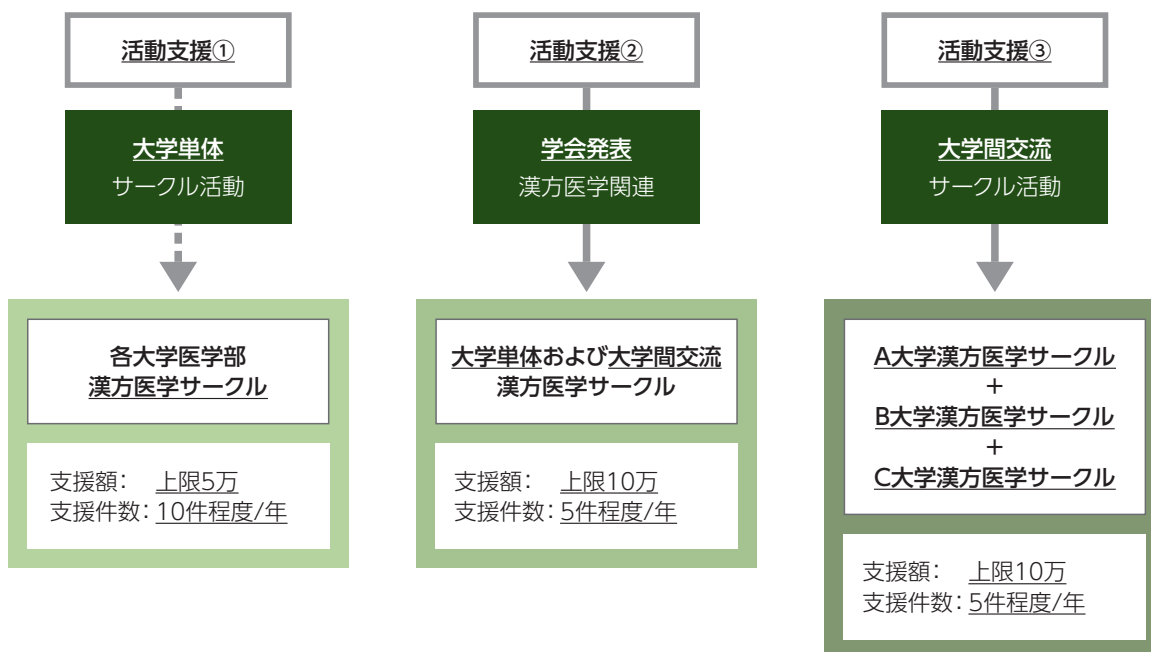 活動支援①
大学単体
サークル活動
各大学医学部
漢方医学サークル
支援額： 上限5万
支援件数：10件程度/年
活動支援②
学会発表
漢方医学関連
大学単体および大学間交流
漢方医学サークル
支援額： 上限10万
支援件数：5件程度/年
活動支援③
大学間交流
サークル活動
A大学漢方医学サークル
+
B大学漢方医学サークル
+
C大学漢方医学サークル
支援額： 上限10万
支援件数：5件程度/年